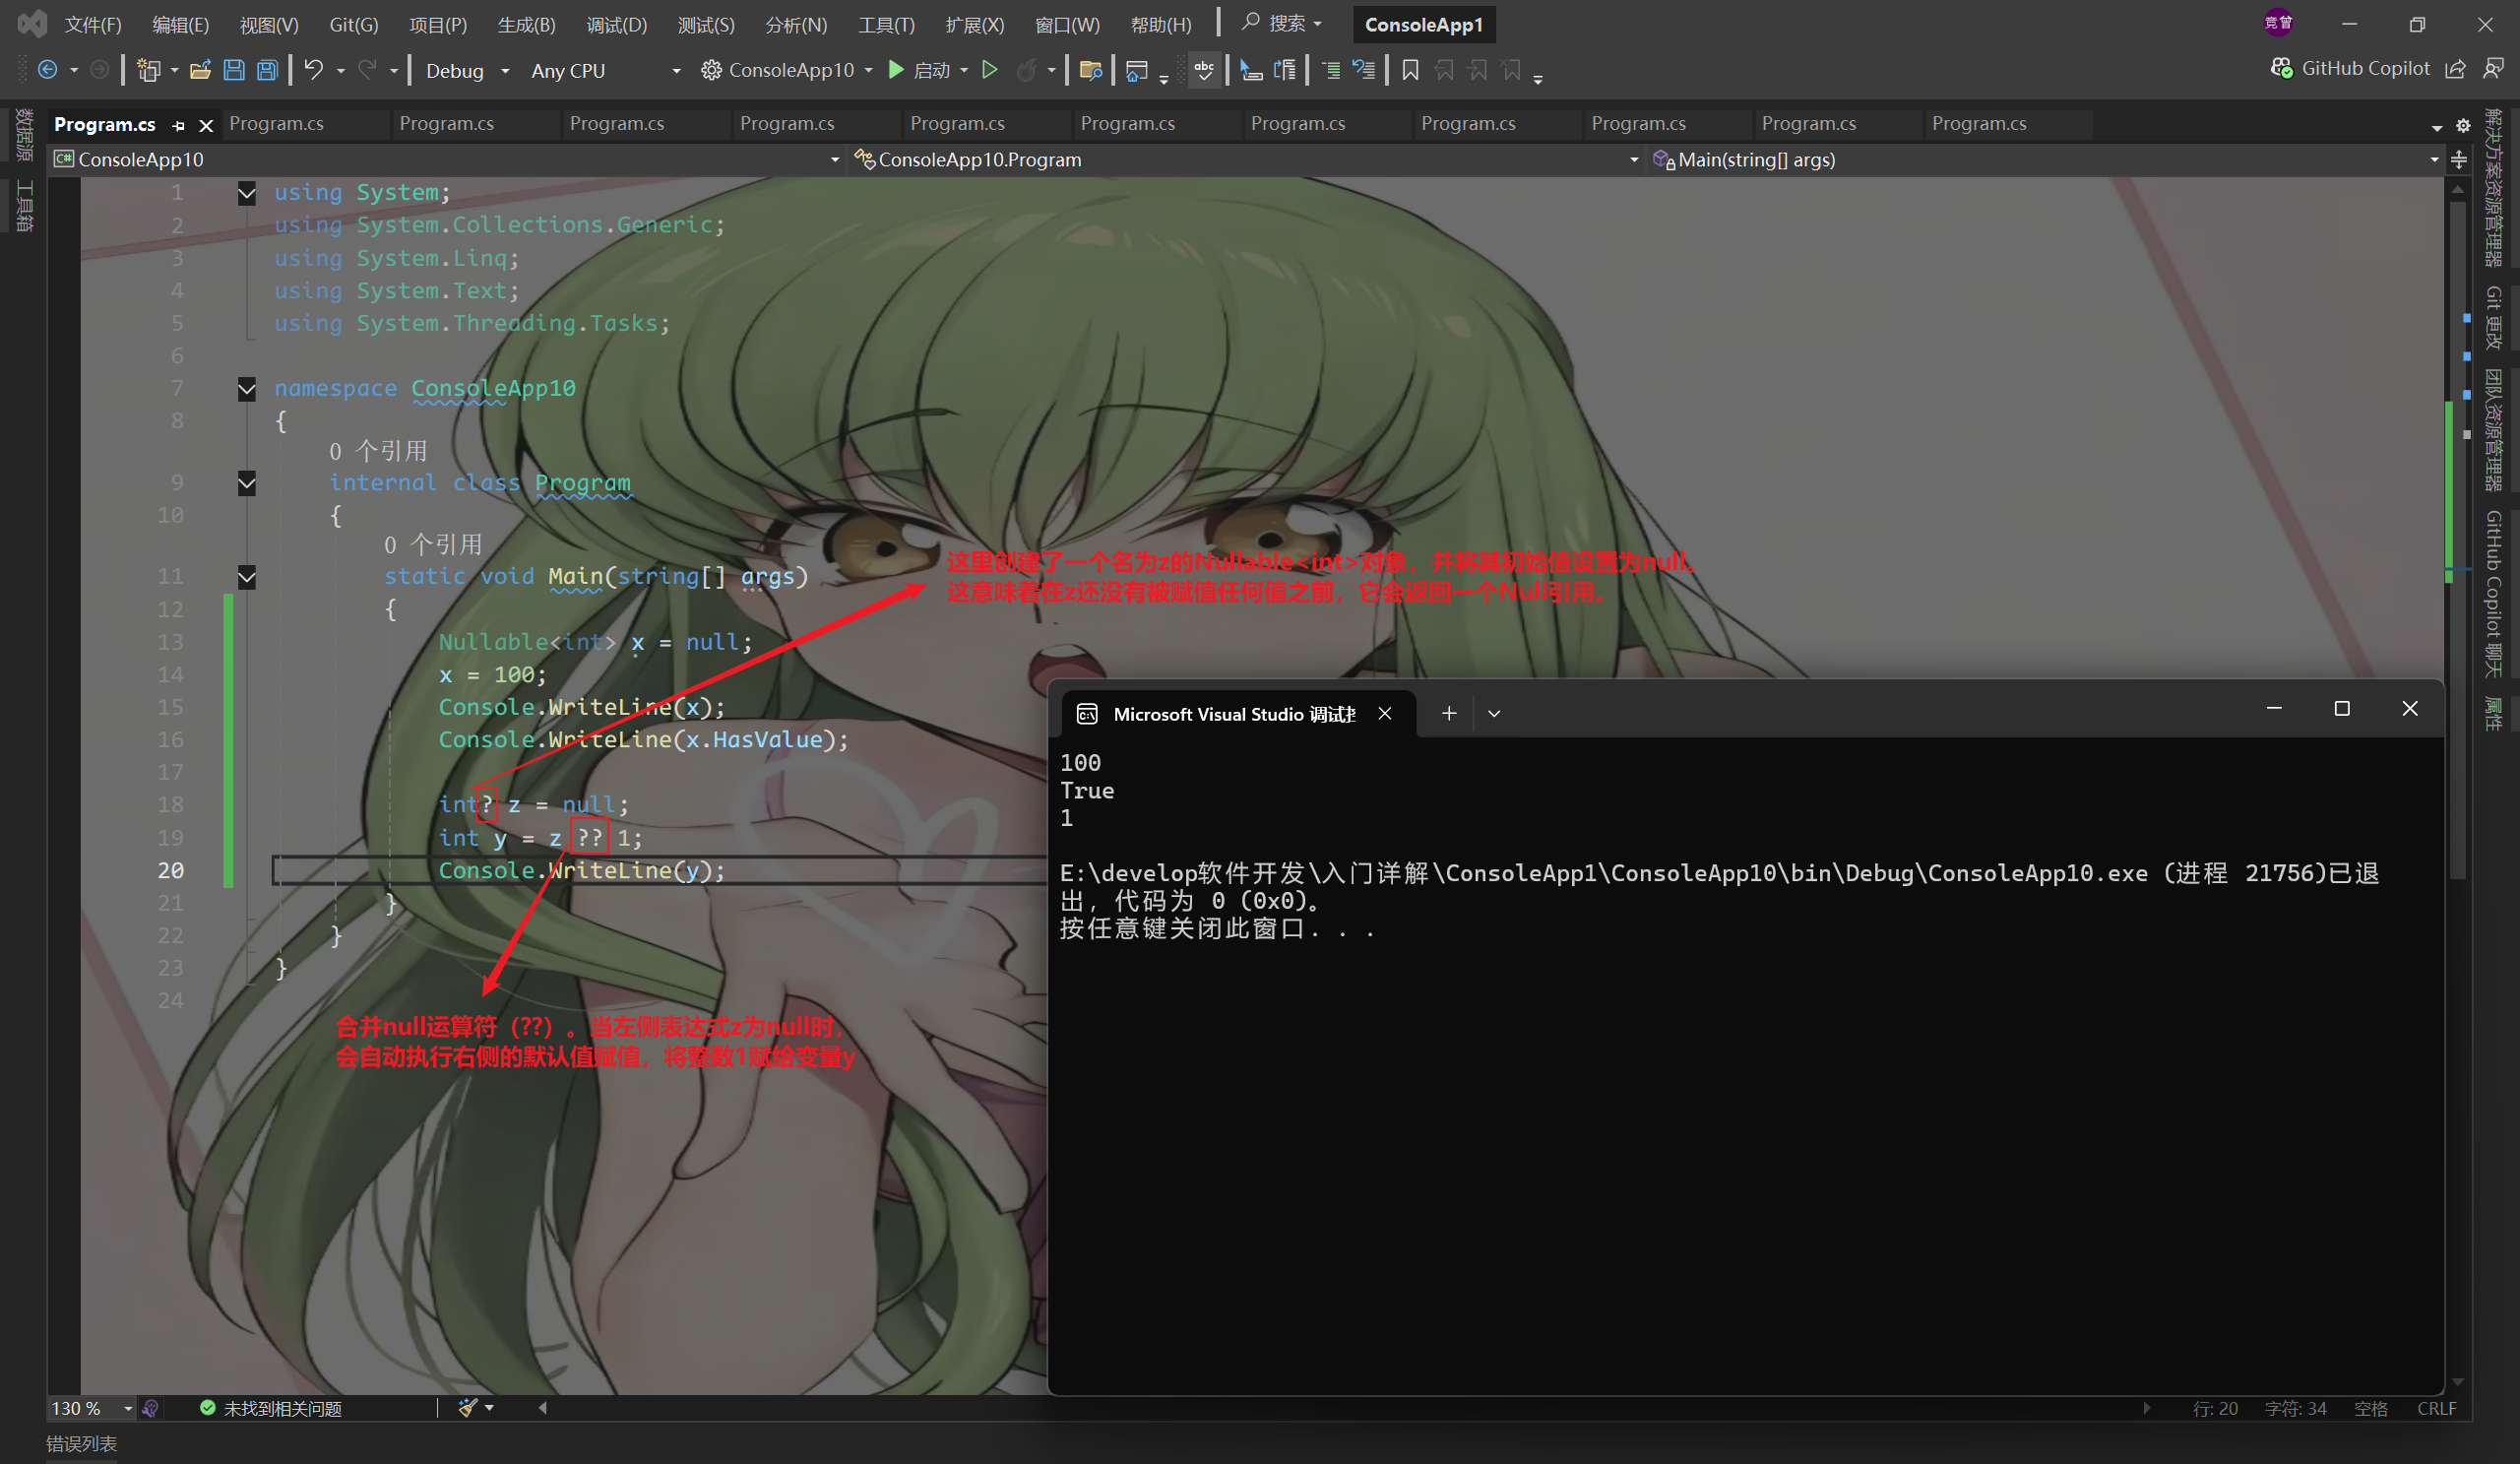 文件(F) 编辑(E) 视图(V) Git(G) 项目(P) 生成(B) 调试(D) 测试(S) 分析(N) 工具(T) 扩展(X) 窗口(W) 帮助(H) 搜索 ConsoleApp1 竞曾
Debug Any CPU ConsoleApp10 启动 abc GitHub Copilot
Program.cs Program.cs Program.cs Program.cs Program.cs Program.cs Program.cs Program.cs Program.cs Program.cs Program.cs Program.cs
C# ConsoleApp10 ConsoleApp10.Program Main(string[] args)
数据源
工具箱
1 using System;
2 using System.Collections.Generic;
3 using System.Linq;
4 using System.Text;
5 using System.Threading.Tasks;
6
7 namespace ConsoleApp10
8 {
0 个引用
9 internal class Program
10 {
0 个引用
11 static void Main(string[] args)
12 {
13 Nullable<int> x = null;
14 x = 100;
15 Console.WriteLine(x);
16 Console.WriteLine(x.HasValue);
17
18 int? z = null;
19 int y = z ?? 1;
20 Console.WriteLine(y);
21 }
22 }
23 }
24
这里创建了一个名为z的Nullable<int>对象，并将其初始值设置为null。
这意味着在z还没有被赋值任何值之前，它会返回一个Null引用。
合并null运算符（??）。当左侧表达式z为null时，
会自动执行右侧的默认值赋值，将整数1赋给变量y
Microsoft Visual Studio 调试
100
True
1
E:\develop软件开发\入门详解\ConsoleApp1\ConsoleApp10\bin\Debug\ConsoleApp10.exe (进程 21756)已退
出，代码为 0 (0x0)。
按任意键关闭此窗口. . .
解决方案资源管理器
Git 更改
团队资源管理器
GitHub Copilot 聊天
属性
130 % 未找到相关问题 行: 20 字符: 34 空格 CRLF
错误列表